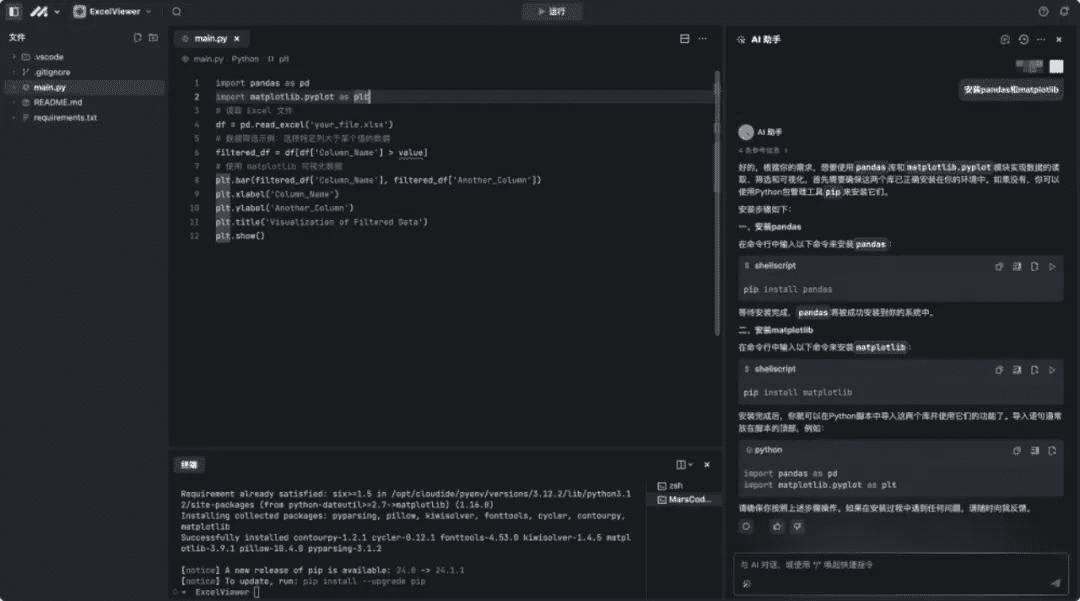 ExcelViewer
运行
文件
.vscode
.gitignore
main.py
README.md
requirements.txt
main.py
main.py Python plt
1 import pandas as pd
2 import matplotlib.pyplot as plt
3 # 读取 Excel 文件
4 df = pd.read_excel('your_file.xlsx')
5 # 数据筛选示例：选择特定列大于某个值的数据
6 filtered_df = df[df['Column_Name'] > value]
7 # 使用 matplotlib 可视化数据
8 plt.bar(filtered_df['Column_Name'], filtered_df['Another_Column'])
9 plt.xlabel('Column_Name')
10 plt.ylabel('Another_Column')
11 plt.title('Visualization of Filtered Data')
12 plt.show()
终端
Requirement already satisfied: six>=1.5 in /opt/cloudide/pyenv/versions/3.12.2/lib/python3.1
2/site-packages (from python-dateutil>=2.7->matplotlib) (1.16.0)
Installing collected packages: pyparsing, pillow, kiwisolver, fonttools, cycler, contourpy,
matplotlib
Successfully installed contourpy-1.2.1 cycler-0.12.1 fonttools-4.53.0 kiwisolver-1.4.5 matpl
otlib-3.9.1 pillow-10.4.0 pyparsing-3.1.2
[notice] A new release of pip is available: 24.0 -> 24.1.1
[notice] To update, run: pip install --upgrade pip
ExcelViewer
zsh
MarsCod...
AI 助手
安装pandas和matplotlib
AI 助手
4 条参考信息
好的，根据你的需求，想要使用 pandas 库和 matplotlib.pyplot 模块实现数据的读
取、筛选和可视化，首先需要确保这两个库已正确安装在你的环境中。如果没有，你可以
使用Python包管理工具 pip 来安装它们。
安装步骤如下：
一、安装pandas
在命令行中输入以下命令来安装 pandas ：
shellscript
pip install pandas
等待安装完成， pandas 将被成功安装到你的系统中。
二、安装matplotlib
在命令行中输入以下命令来安装 matplotlib ：
shellscript
pip install matplotlib
安装完成后，你就可以在Python脚本中导入这两个库并使用它们的功能了。导入语句通常
放在脚本的顶部，例如：
python
import pandas as pd
import matplotlib.pyplot as plt
请确保你按照上述步骤操作，如果在安装过程中遇到任何问题，请随时向我反馈。
与 AI 对话，或使用 "/" 唤起快捷指令